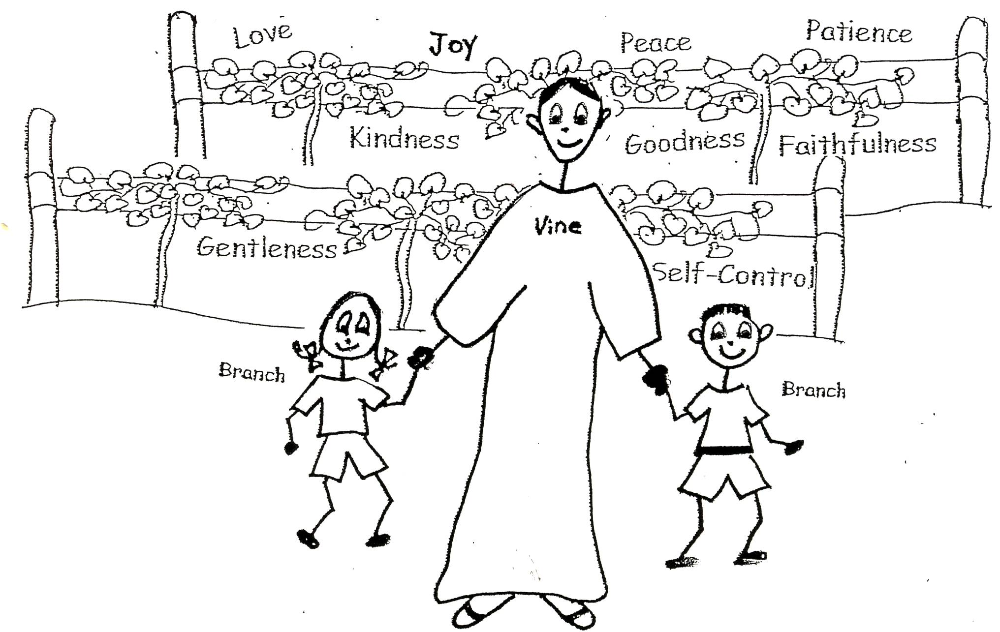 Love
Joy
Peace
Patience
Kindness
Goodness
Faithfulness
Gentleness
Vine
Self-Control
Branch
Branch